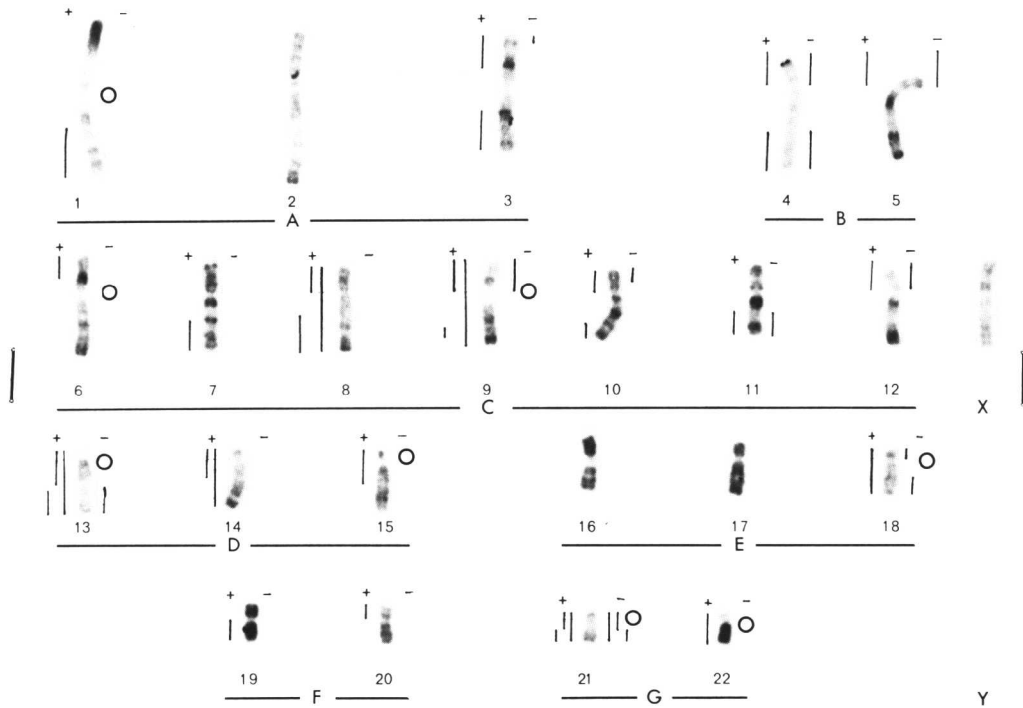 + − + − + − + −
1 2 3 4 5
A B
+ − + − + − + − + − + − + −
6 7 8 9 10 11 12
C X
+ − + − + − + −
13 14 15 16 17 18
D E
+ − + − + − + −
19 20 21 22
F G Y